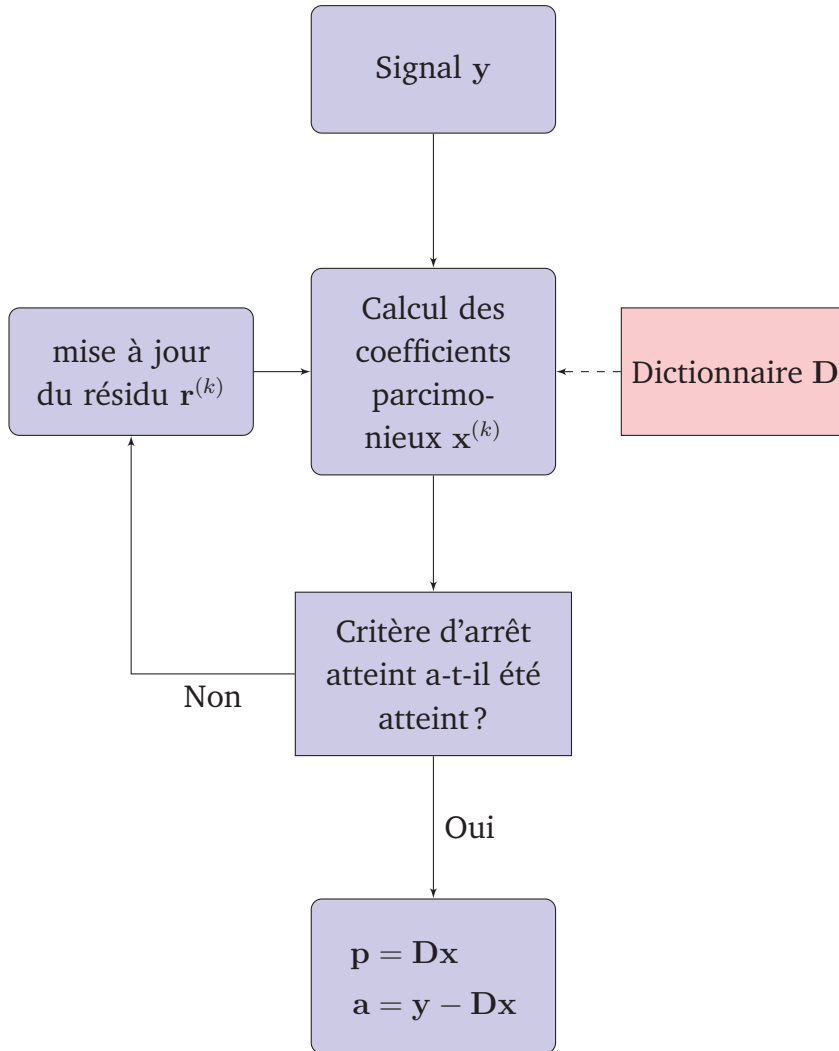 Signal y
mise à jour
du résidu r^(k)
Calcul des
coefficients
parcimo-
nieux x^(k)
Dictionnaire D
Critère d'arrêt
atteint a-t-il été
atteint ?
Non
Oui
p = Dx
a = y − Dx